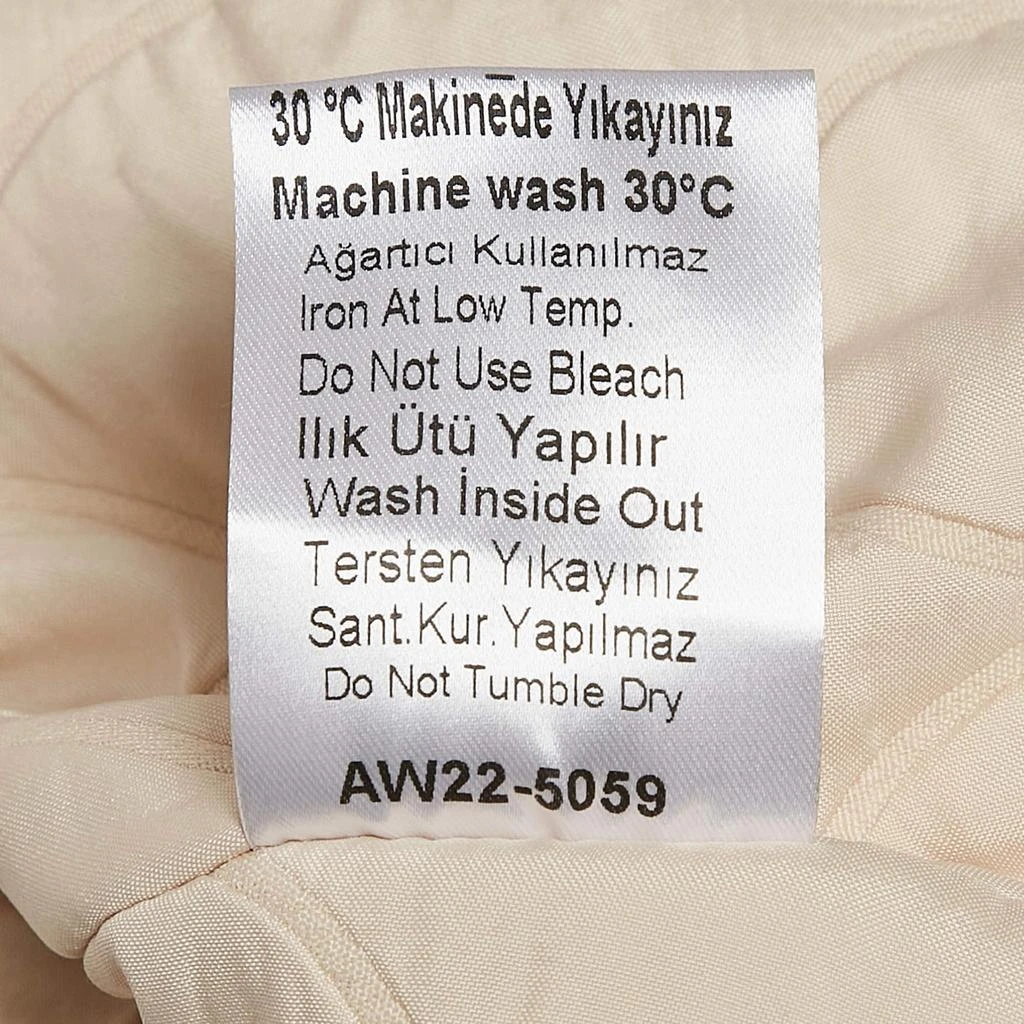 30 °C Makinede Yıkayınız
Machine wash 30°C
Ağartıcı Kullanılmaz
Iron At Low Temp.
Do Not Use Bleach
Ilık Ütü Yapılır
Wash İnside Out
Tersten Yıkayınız
Sant.Kur.Yapılmaz
Do Not Tumble Dry
AW22-5059